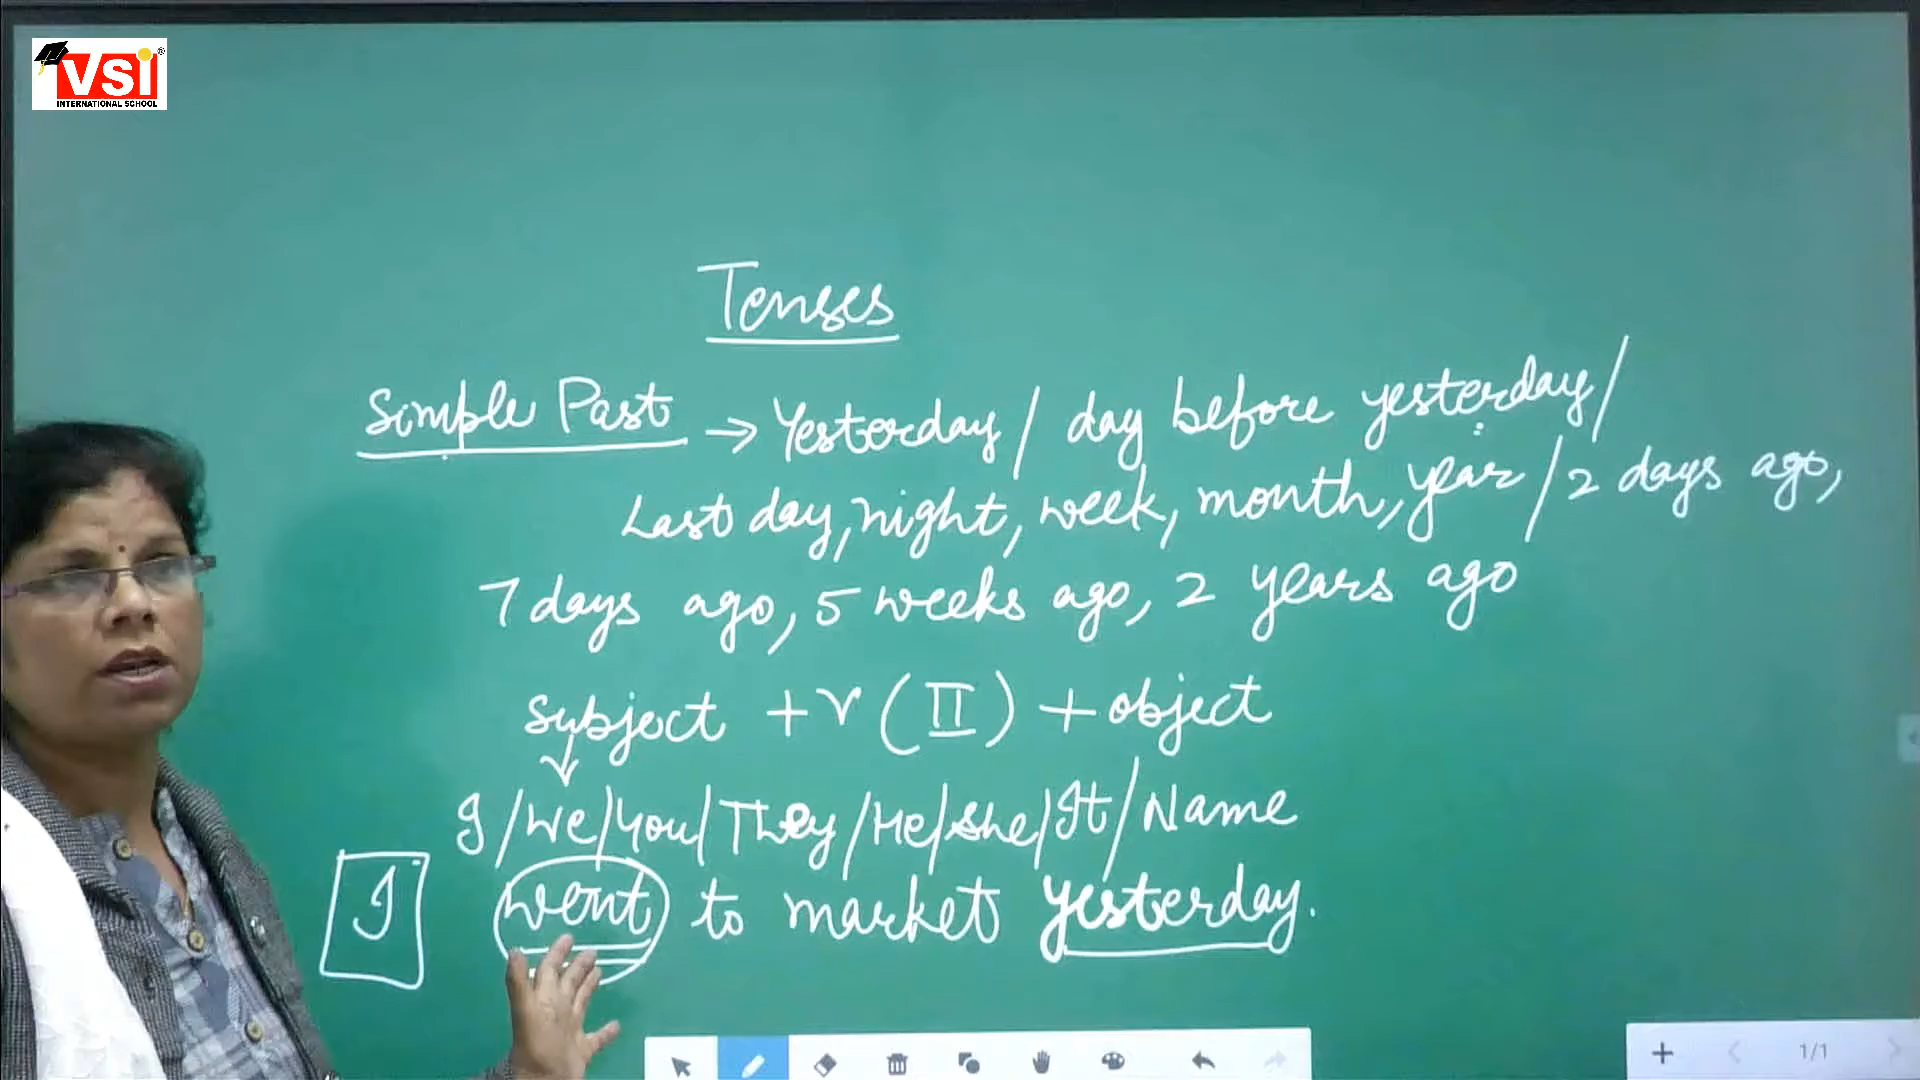 VSI
INTERNATIONAL SCHOOL
Tenses
Simple Past → Yesterday/ day before yesterday/
Last day, night, week, month, year / 2 days ago,
7 days ago, 5 weeks ago, 2 years ago
Subject + V (II) + object
I/We/You/They/He/She/It/Name
I went to market yesterday.
1/1